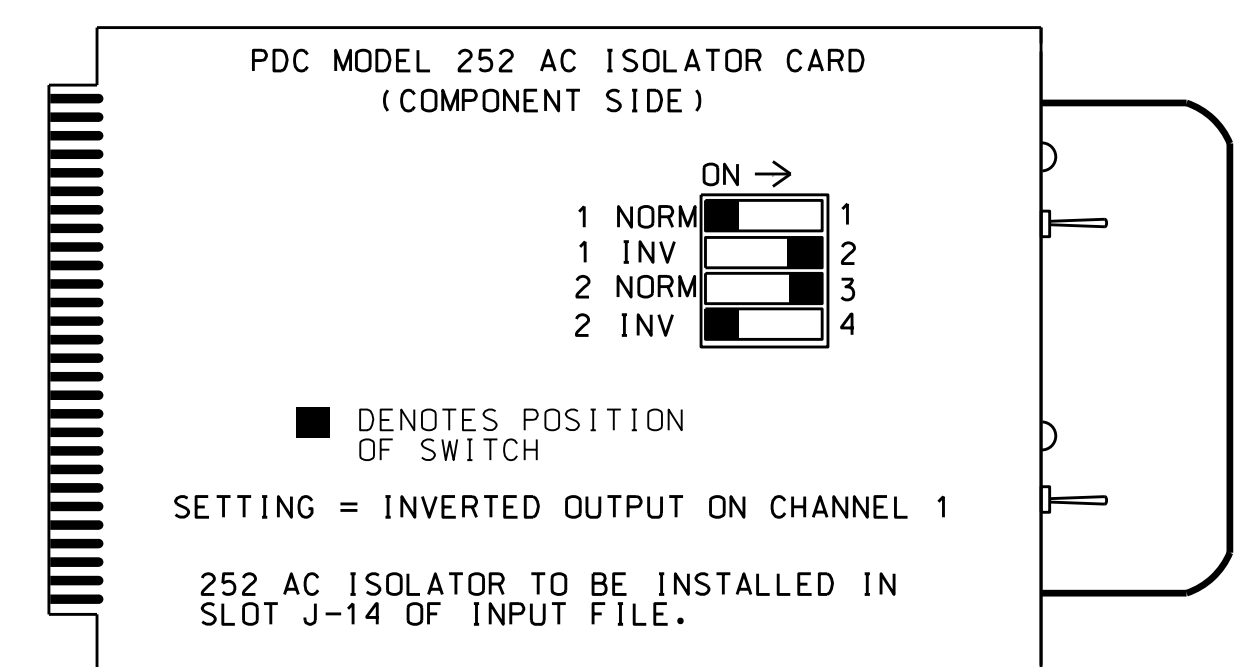 PDC MODEL 252 AC ISOLATOR CARD
(COMPONENT SIDE)
ON →
1 NORM 1
1 INV 2
2 NORM 3
2 INV 4
DENOTES POSITION
OF SWITCH
SETTING = INVERTED OUTPUT ON CHANNEL 1
252 AC ISOLATOR TO BE INSTALLED IN
SLOT J-14 OF INPUT FILE.